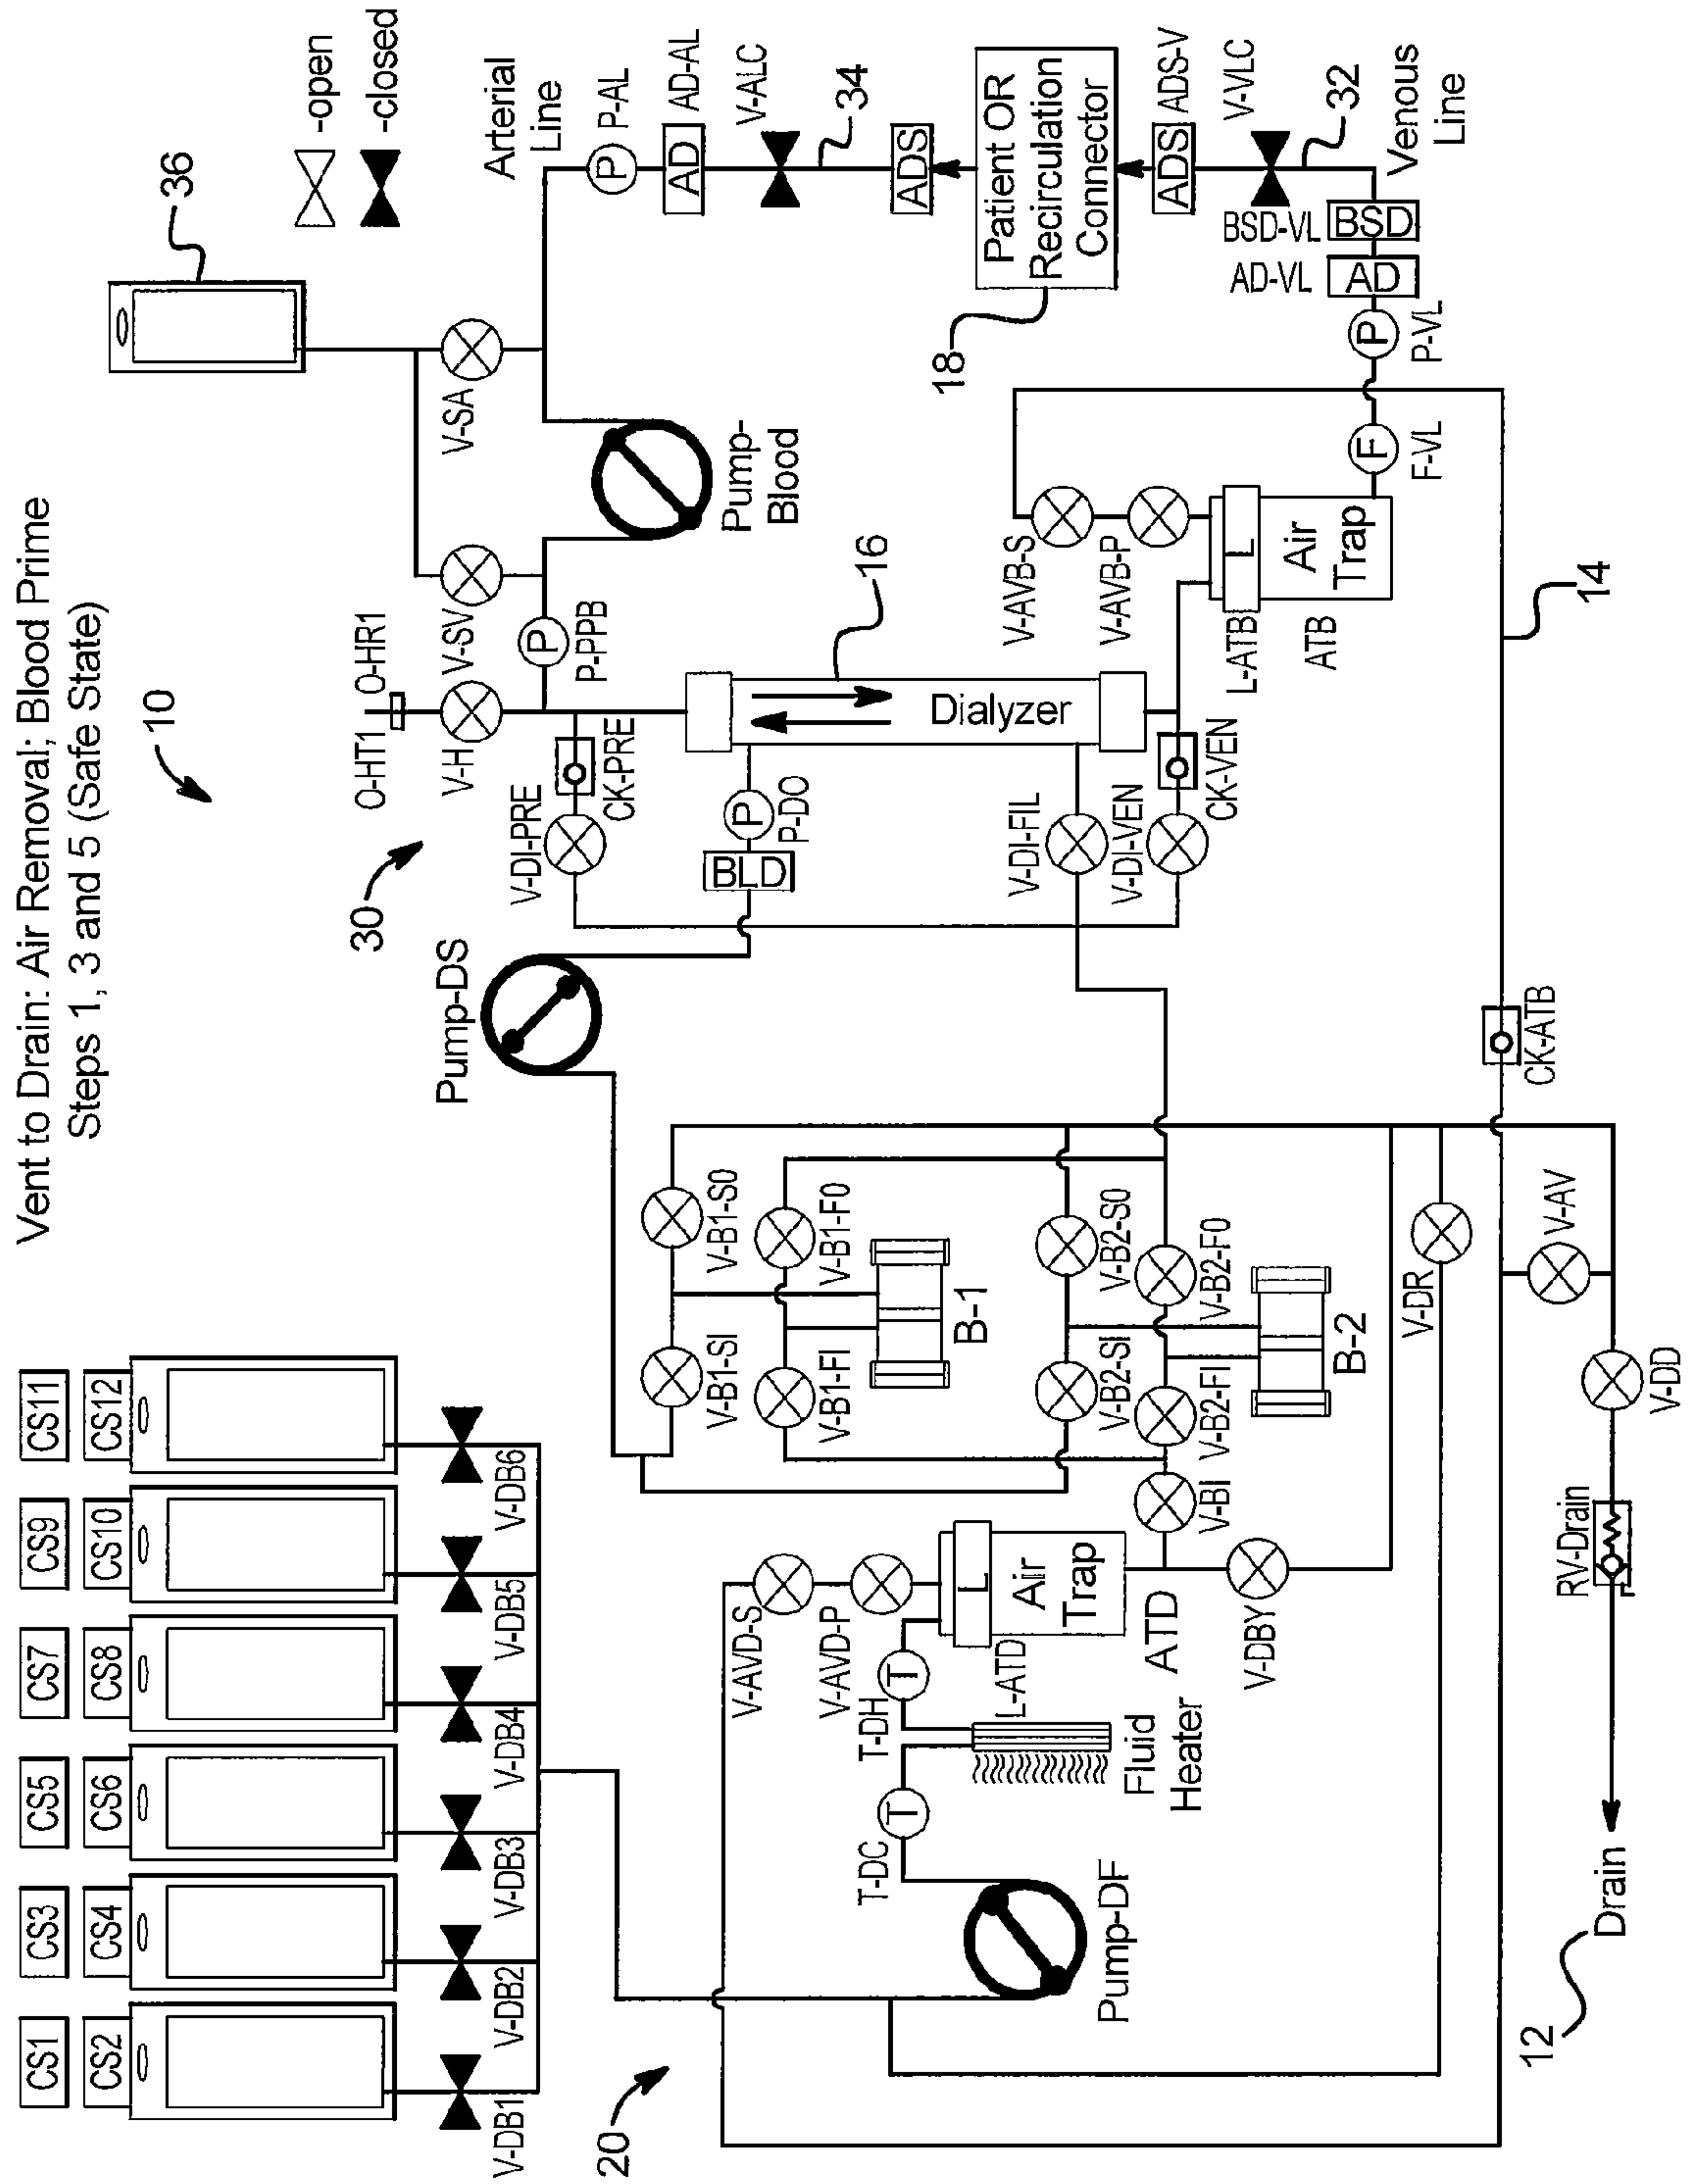 Vent to Drain: Air Removal; Blood Prime
Steps 1, 3 and 5 (Safe State)
10
36
-open
-closed
CS1
CS2
CS3
CS4
CS5
CS6
CS7
CS8
CS9
CS10
CS11
CS12
V-DB1
V-DB2
V-DB3
V-DB4
V-DB5
V-DB6
30
O-HT1
O-HR1
V-H
V-SV
V-SA
P
P-PPB
Pump-
Blood
Arterial
Line
P
P-AL
AD
AD-AL
V-ALC
34
ADS
Patient OR
Recirculation
Connector
18
ADS
ADS-V
V-VLC
32
Venous
Line
BSD-VL
BSD
AD-VL
AD
P
P-VL
F
F-VL
Pump-DS
V-DI-PRE
CK-PRE
BLD
P
P-DO
16
Dialyzer
V-DI-FIL
V-DI-VEN
CK-VEN
V-AVB-S
V-AVB-P
L-ATB
L
Air
Trap
ATB
14
CK-ATB
V-B1-SI
V-B1-S0
V-B1-FI
V-B1-F0
B-1
V-B2-SI
V-B2-S0
V-B2-FI
V-B2-F0
B-2
V-BI
V-DBY
V-DR
V-AV
V-DD
RV-Drain
Drain
12
20
V-AVD-S
V-AVD-P
T
T-DC
T
T-DH
L-ATD
L
Air
Trap
ATD
Fluid
Heater
Pump-DF